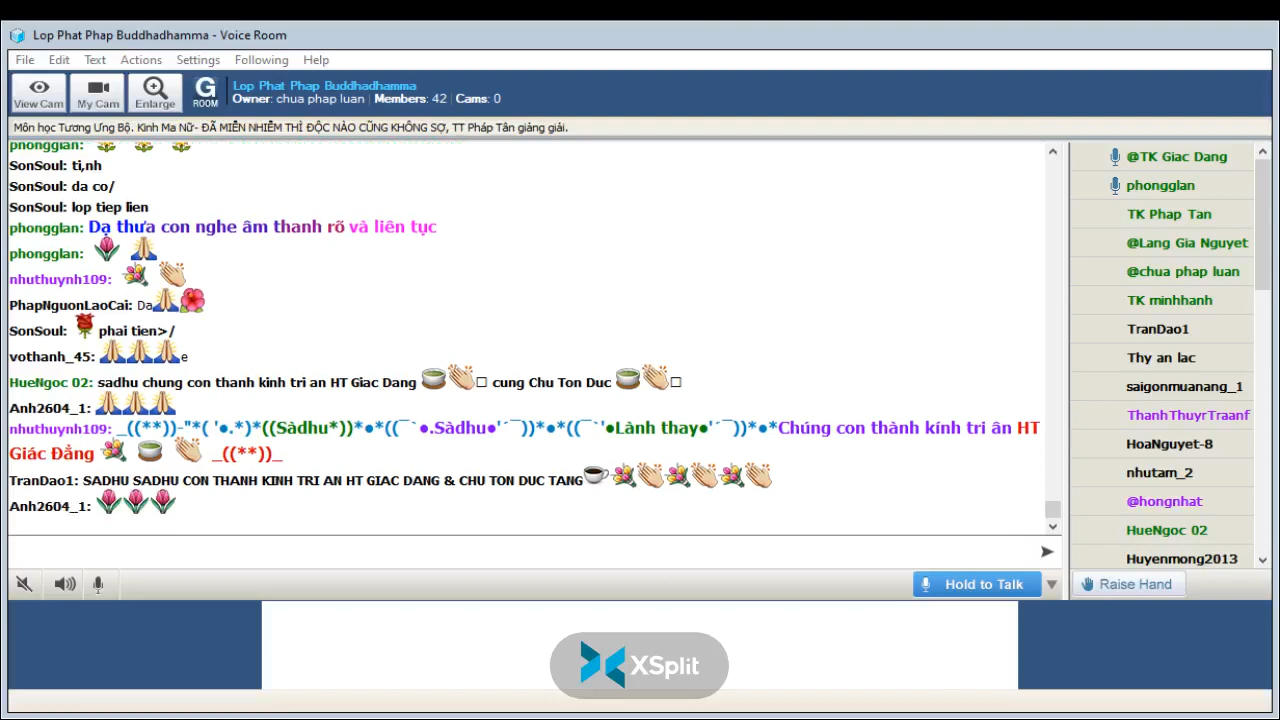 Lop Phat Phap Buddhadhamma - Voice Room
File Edit Text Actions Settings Following Help
View Cam My Cam Enlarge G ROOM
Lop Phat Phap Buddhadhamma
Owner: chua phap luan | Members: 42 | Cams: 0
Môn học Tương Ưng Bộ. Kinh Ma Nữ- ĐÃ MIỄN NHIỄM THÌ ĐỘC NÀO CŨNG KHÔNG SỢ, TT Pháp Tân giảng giải.
phongglan:
SonSoul: ti,nh
SonSoul: da co/
SonSoul: lop tiep lien
phongglan: Dạ thưa con nghe âm thanh rõ và liên tục
phongglan:
nhuthuynh109:
PhapNguonLaoCai: Da
SonSoul: phai tien>/
vothanh_45: e
HueNgoc 02: sadhu chung con thanh kinh tri an HT Giac Dang □ cung Chu Ton Duc □
Anh2604_1:
nhuthuynh109: _((**))-"*( '●.*)*((Sàdhu*))*●*((¯`●.Sàdhu●'´¯))*●*((¯`'●Lành thay●'´¯))*●*Chúng con thành kính tri ân HT
Giác Đẳng _((**))_
TranDao1: SADHU SADHU CON THANH KINH TRI AN HT GIAC DANG & CHU TON DUC TANG
Anh2604_1:
@TK Giac Dang
phongglan
TK Phap Tan
@Lang Gia Nguyet
@chua phap luan
TK minhhanh
TranDao1
Thy an lac
saigonmuanang_1
ThanhThuyrTraanf
HoaNguyet-8
nhutam_2
@hongnhat
HueNgoc 02
Huyenmong2013
Hold to Talk
Raise Hand
XSplit